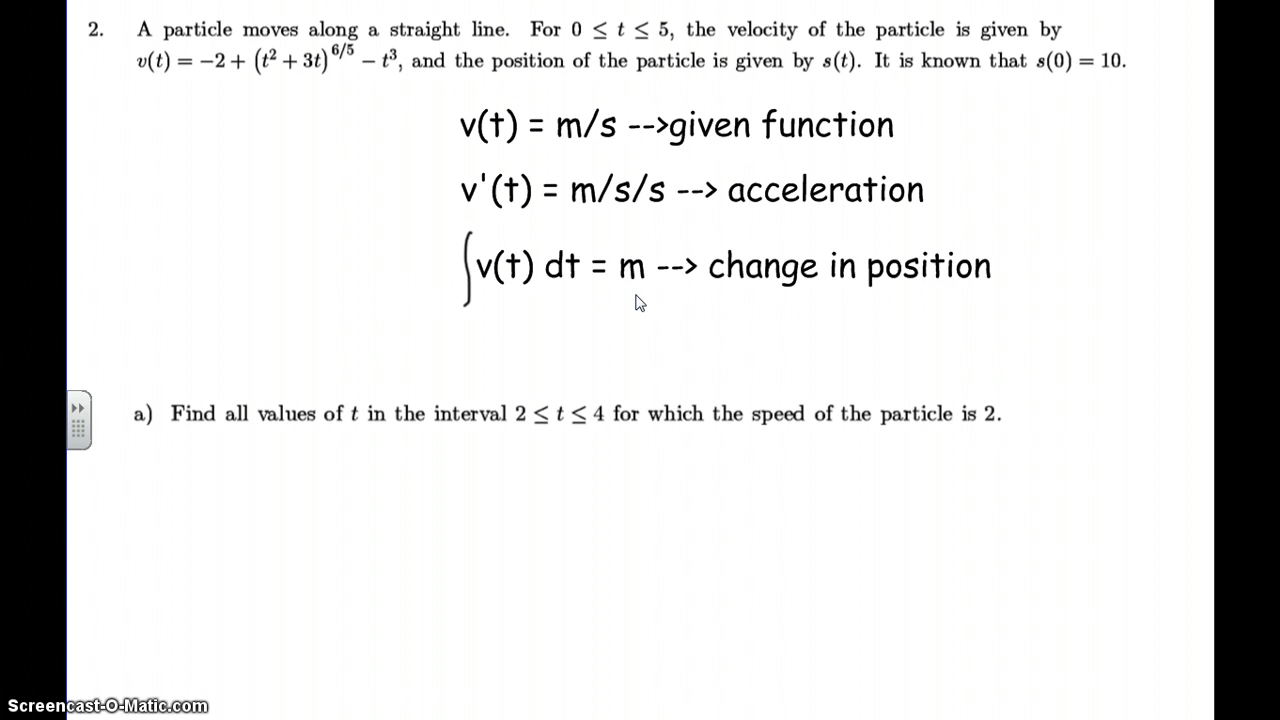 2. A particle moves along a straight line. For 0 ≤ t ≤ 5, the velocity of the particle is given by
v(t) = −2 + (t² + 3t)^{6/5} − t³, and the position of the particle is given by s(t). It is known that s(0) = 10.
v(t) = m/s -->given function
v'(t) = m/s/s --> acceleration
∫v(t) dt = m --> change in position
a) Find all values of t in the interval 2 ≤ t ≤ 4 for which the speed of the particle is 2.
Screencast-O-Matic.com